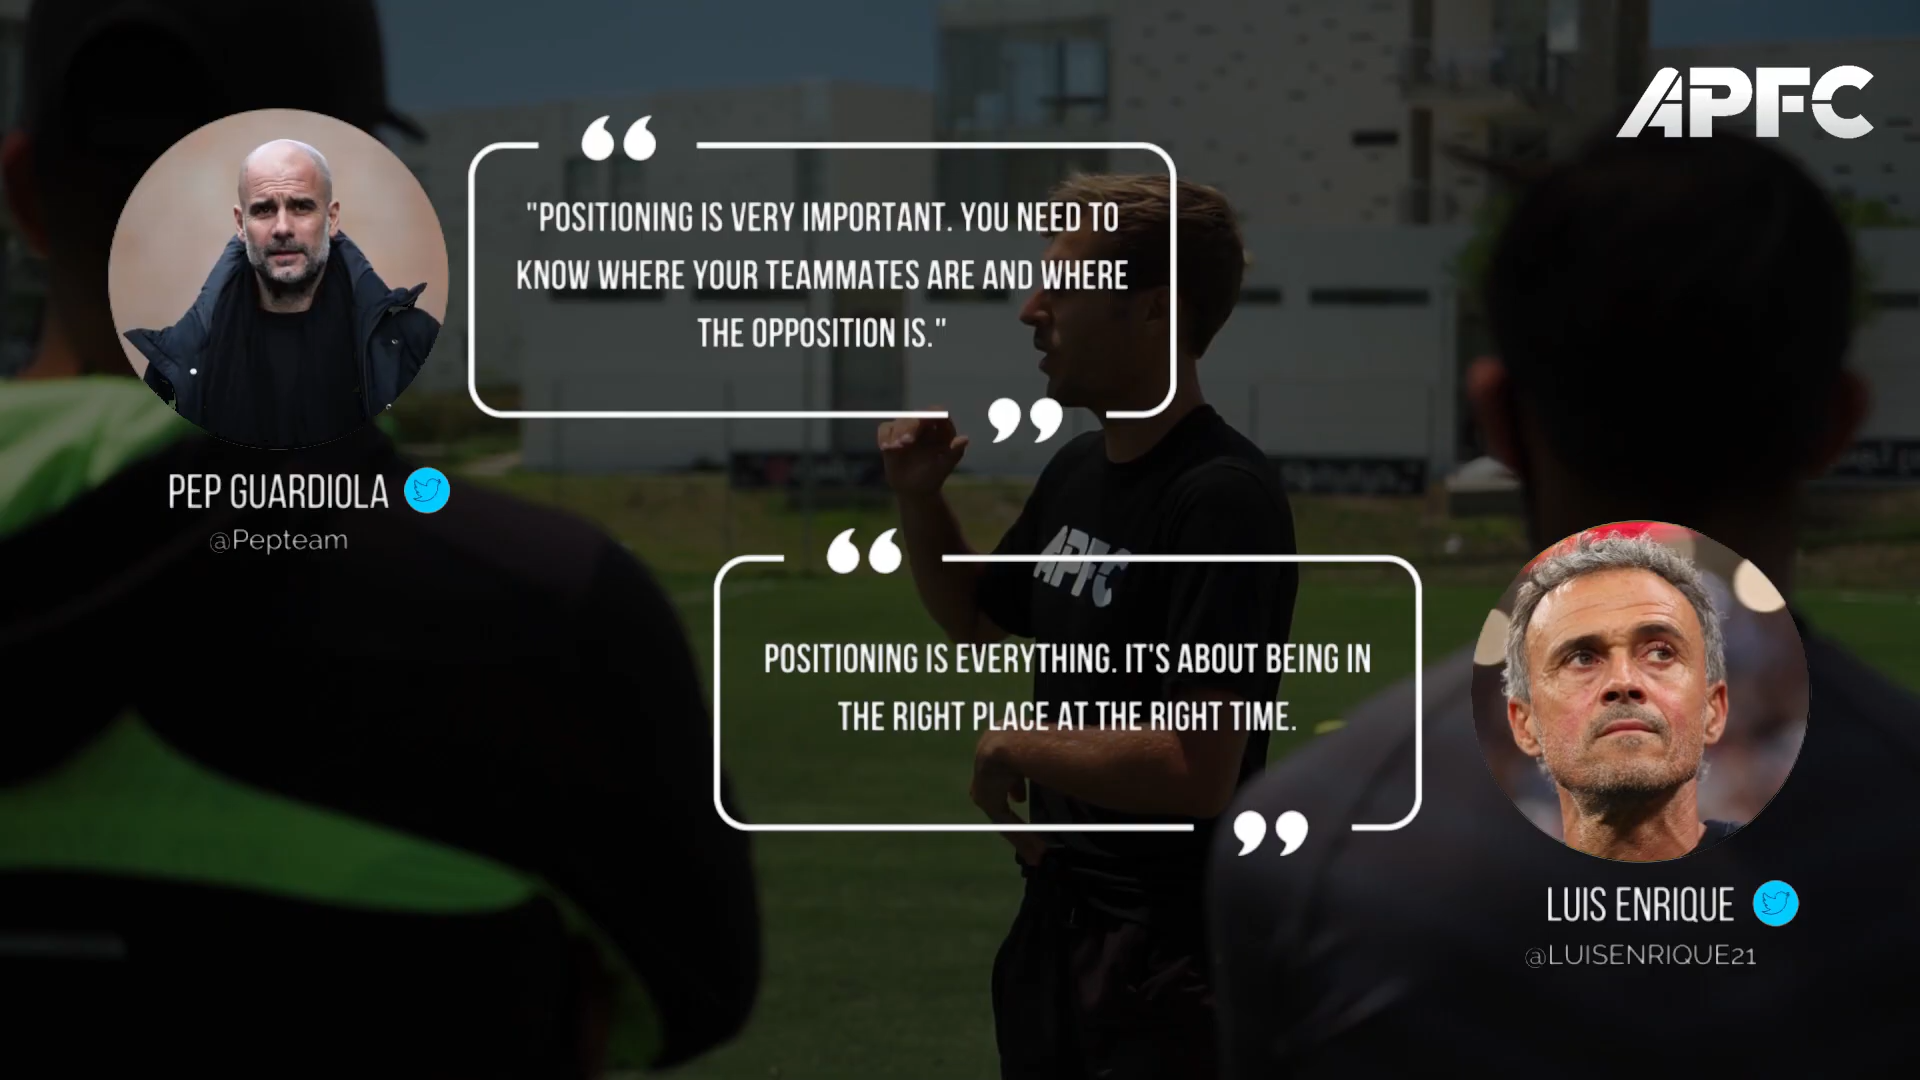 APFC
"POSITIONING IS VERY IMPORTANT. YOU NEED TO
KNOW WHERE YOUR TEAMMATES ARE AND WHERE
THE OPPOSITION IS."
PEP GUARDIOLA
@Pepteam
APFC
POSITIONING IS EVERYTHING. IT'S ABOUT BEING IN
THE RIGHT PLACE AT THE RIGHT TIME.
LUIS ENRIQUE
@LUISENRIQUE21